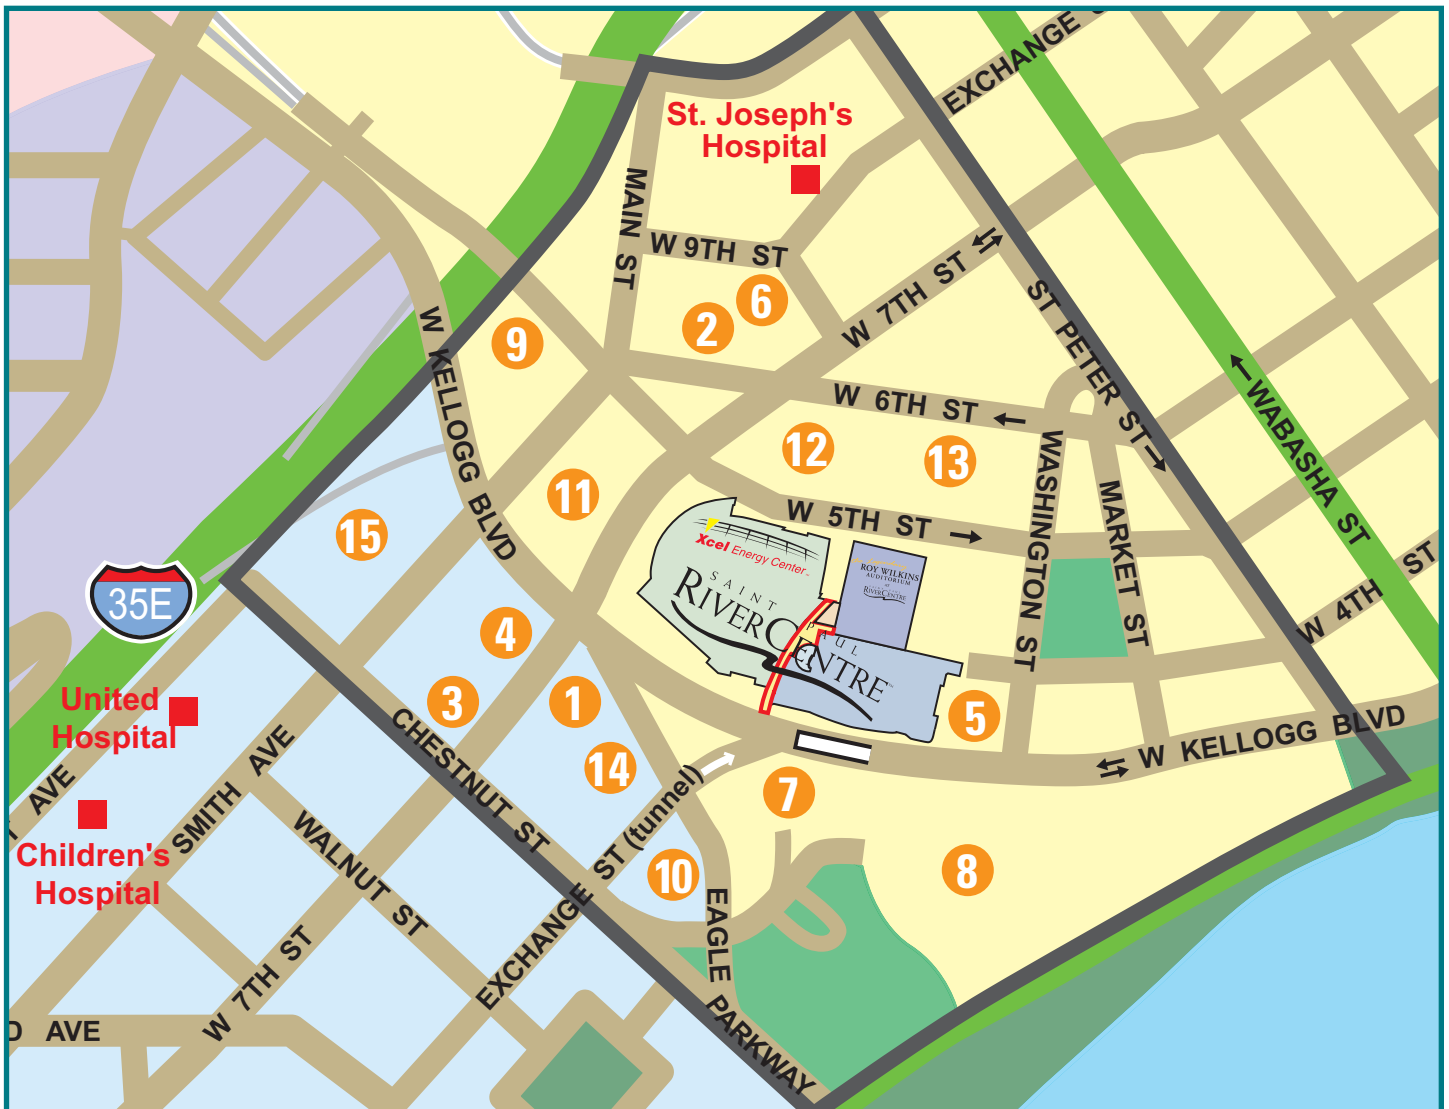 EXCHANGE
St. Joseph's
Hospital
MAIN ST
W 9TH ST
6
2
W 7TH ST
ST PETER ST
9
W KELLOGG BLVD
W 6TH ST
WABASHA ST
12
13
11
WASHINGTON ST
MARKET ST
15
W 5TH ST
Xcel Energy Center
ROY WILKINS
AUDITORIUM
at
RIVERCENTRE
SAINT
PAUL
RIVERCENTRE
35E
W 4TH ST
4
3
1
5
United
Hospital
W KELLOGG BLVD
CHESTNUT ST
SMITH AVE
14
7
T AVE
EXCHANGE ST (tunnel)
WALNUT ST
Children's
Hospital
10
8
EAGLE PARKWAY
W 7TH ST
D AVE